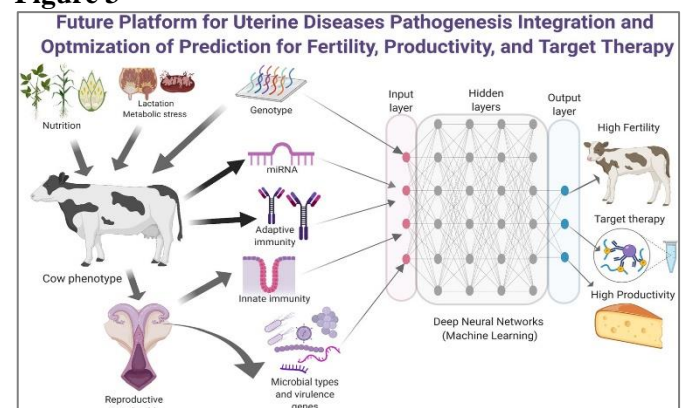 Future Platform for Uterine Diseases Pathogenesis Integration and
Optmization of Prediction for Fertility, Productivity, and Target Therapy
Nutrition
Lactation
Metabolic stress
Genotype
Input
layer
Hidden
layers
Output
layer
High Fertility
miRNA
Adaptive
immunity
Target therapy
Cow phenotype
Innate immunity
High Productivity
Deep Neural Networks
(Machine Learning)
Reproductive
Microbial types
and virulence
genes